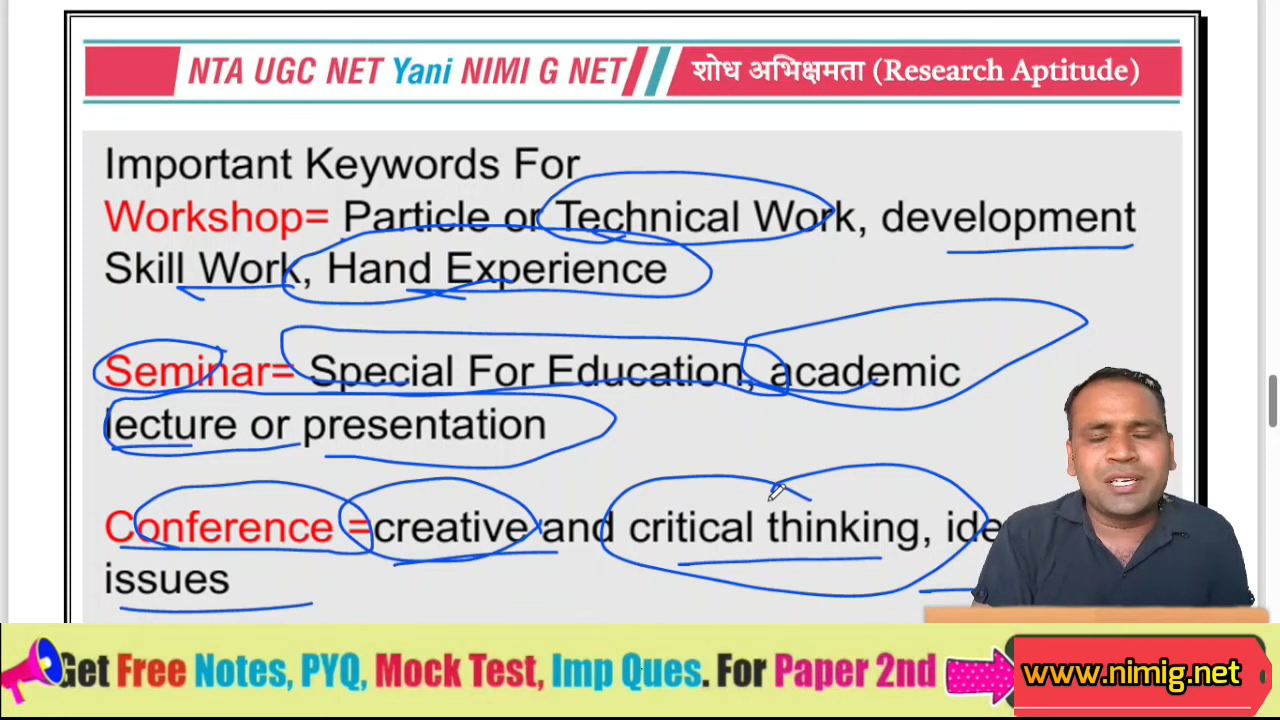 NTA UGC NET Yani NIMI G NET शोध अभिक्षमता (Research Aptitude)
Important Keywords For
Workshop= Particle or Technical Work, development
Skill Work, Hand Experience
Seminar= Special For Education, academic
lecture or presentation
Conference =creative and critical thinking,
issues
Get Free Notes, PYQ, Mock Test, Imp Ques. For Paper 2nd
www.nimig.net